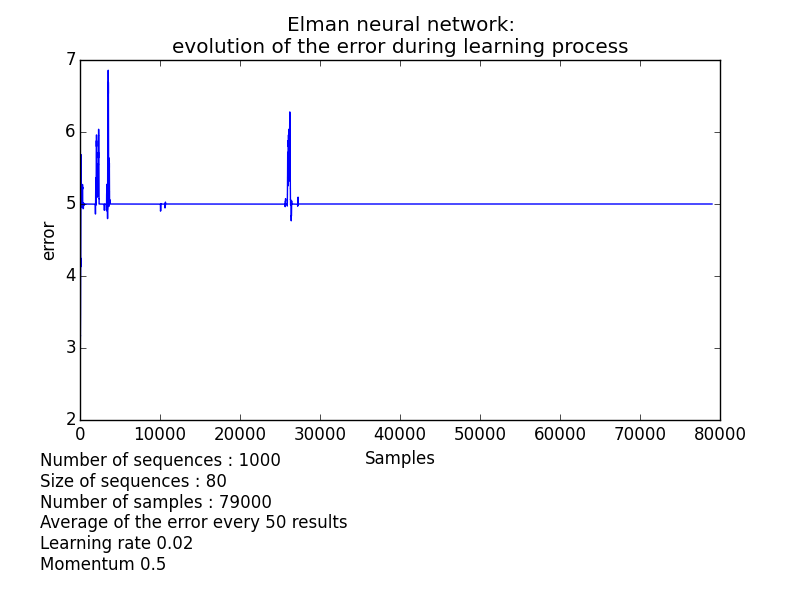 Elman neural network:
evolution of the error during learning process
7
6
5
4
3
2
error
0 10000 20000 30000 40000 50000 60000 70000 80000
Samples
Number of sequences : 1000
Size of sequences : 80
Number of samples : 79000
Average of the error every 50 results
Learning rate 0.02
Momentum 0.5